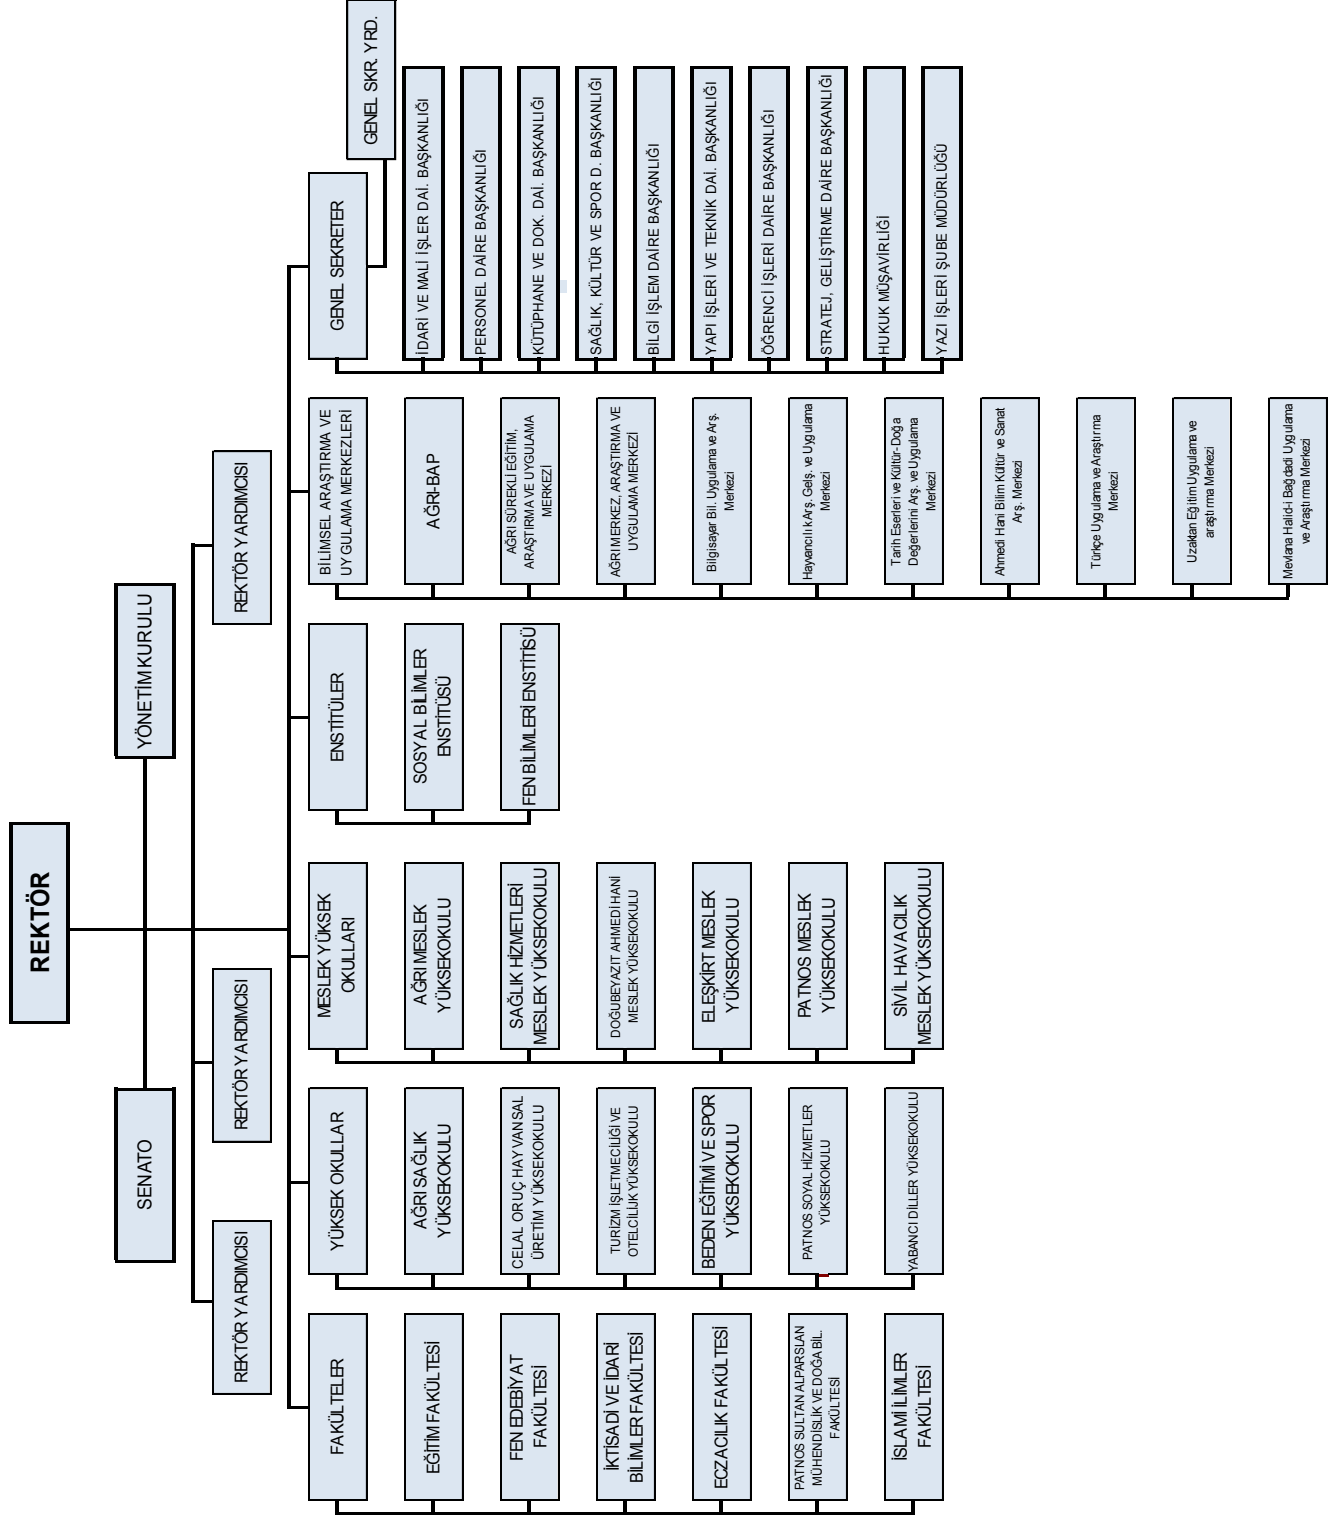 REKTÖR
SENATO
YÖNETİM KURULU
REKTÖR YARDIMCISI
REKTÖR YARDIMCISI
REKTÖR YARDIMCISI
FAKÜLTELER
EĞİTİM FAKÜLTESİ
FEN EDEBİYAT
FAKÜLTESİ
İKTİSADİ VE İDARİ
BİLİMLER FAKÜLTESİ
ECZACILIK FAKÜLTESİ
PATNOS SULTAN ALPARSLAN
MÜHENDİSLİK VE DOĞA BİL.
FAKÜLTESİ
İSLAMİ İLİMLER
FAKÜLTESİ
YÜKSEK OKULLAR
AĞRI SAĞLIK
YÜKSEKOKULU
CELAL ORUÇ HAYVANSAL
ÜRETİM YÜKSEKOKULU
TURİZM İŞLETMECİLİĞİ VE
OTELCİLİJK YÜKSEKOKULU
BEDEN EĞİTİMİ VE SPOR
YÜKSEKOKULU
PATNOS SOYAL HİZMETLER
YÜKSEKOKULU
YABANCI DİLLER YÜKSEKOKULU
MESLEK YÜKSEK
OKULLARI
AĞRI MESLEK
YÜKSEKOKULU
SAĞLIK HİZMETLERİ
MESLEK YÜKSEKOKULU
DOĞUBEYAZIT AHMEDİ HANİ
MESLEK YÜKSEKOKULU
ELEŞKİRT MESLEK
YÜKSEKOKULU
PATNOS MESLEK
YÜKSEKOKULU
SİVİL HAVACILIK
MESLEK YÜKSEKOKULU
ENSTİTÜLER
SOSYAL BİLİMLER
ENSTİTÜSÜ
FEN BİLİMLERİ ENSTİTİSÜ
BİLİMSEL ARAŞTIRMA VE
UYGULAMA MERKEZLERİ
AĞRI-BAP
AĞRI SÜREKLİ EĞİTİM,
ARAŞTIRMA VE UYGULAMA
MERKEZİ
AĞRI MERKEZ, ARAŞTIRMA VE
UYGULAMA MERKEZİ
Bilgisayar Bil. Uygulama ve Arş.
Merkezi
Hayvancılık Arş. Gelş. ve Uygulama
Merkezi
Tarih Eserleri ve Kültür-Doğa
Değerlerini Arş. ve Uygulama
Merkezi
Ahmedi Hani Bilim Kültür ve Sanat
Arş. Merkezi
Türkçe Uygulama ve Araştırma
Merkezi
Uzaktan Eğitim Uygulama ve
araştırma Merkezi
Mevlana Halid-i Bağdadi Uygulama
ve Araştırma Merkezi
GENEL SEKRETER
GENEL SKR. YRD.
İDARİ VE MALİ İŞLER DAİ. BAŞKANLIĞI
PERSONEL DAİRE BAŞKANLIĞI
KÜTÜPHANE VE DOK. DAİ. BAŞKANLIĞI
SAĞLIK, KÜLTÜR VE SPOR D. BAŞKANLIĞI
BİLGİ İŞLEM DAİRE BAŞKANLIĞI
YAPI İŞLERİ VE TEKNİK DAİ. BAŞKANLIĞI
ÖĞRENCİ İŞLERİ DAİRE BAŞKANLIĞI
STRATEJ, GELİŞTİRME DAİRE BAŞKANLIĞI
HUKUK MÜŞAVİRLİĞİ
YAZI İŞLERİ ŞUBE MÜDÜRLÜĞÜ